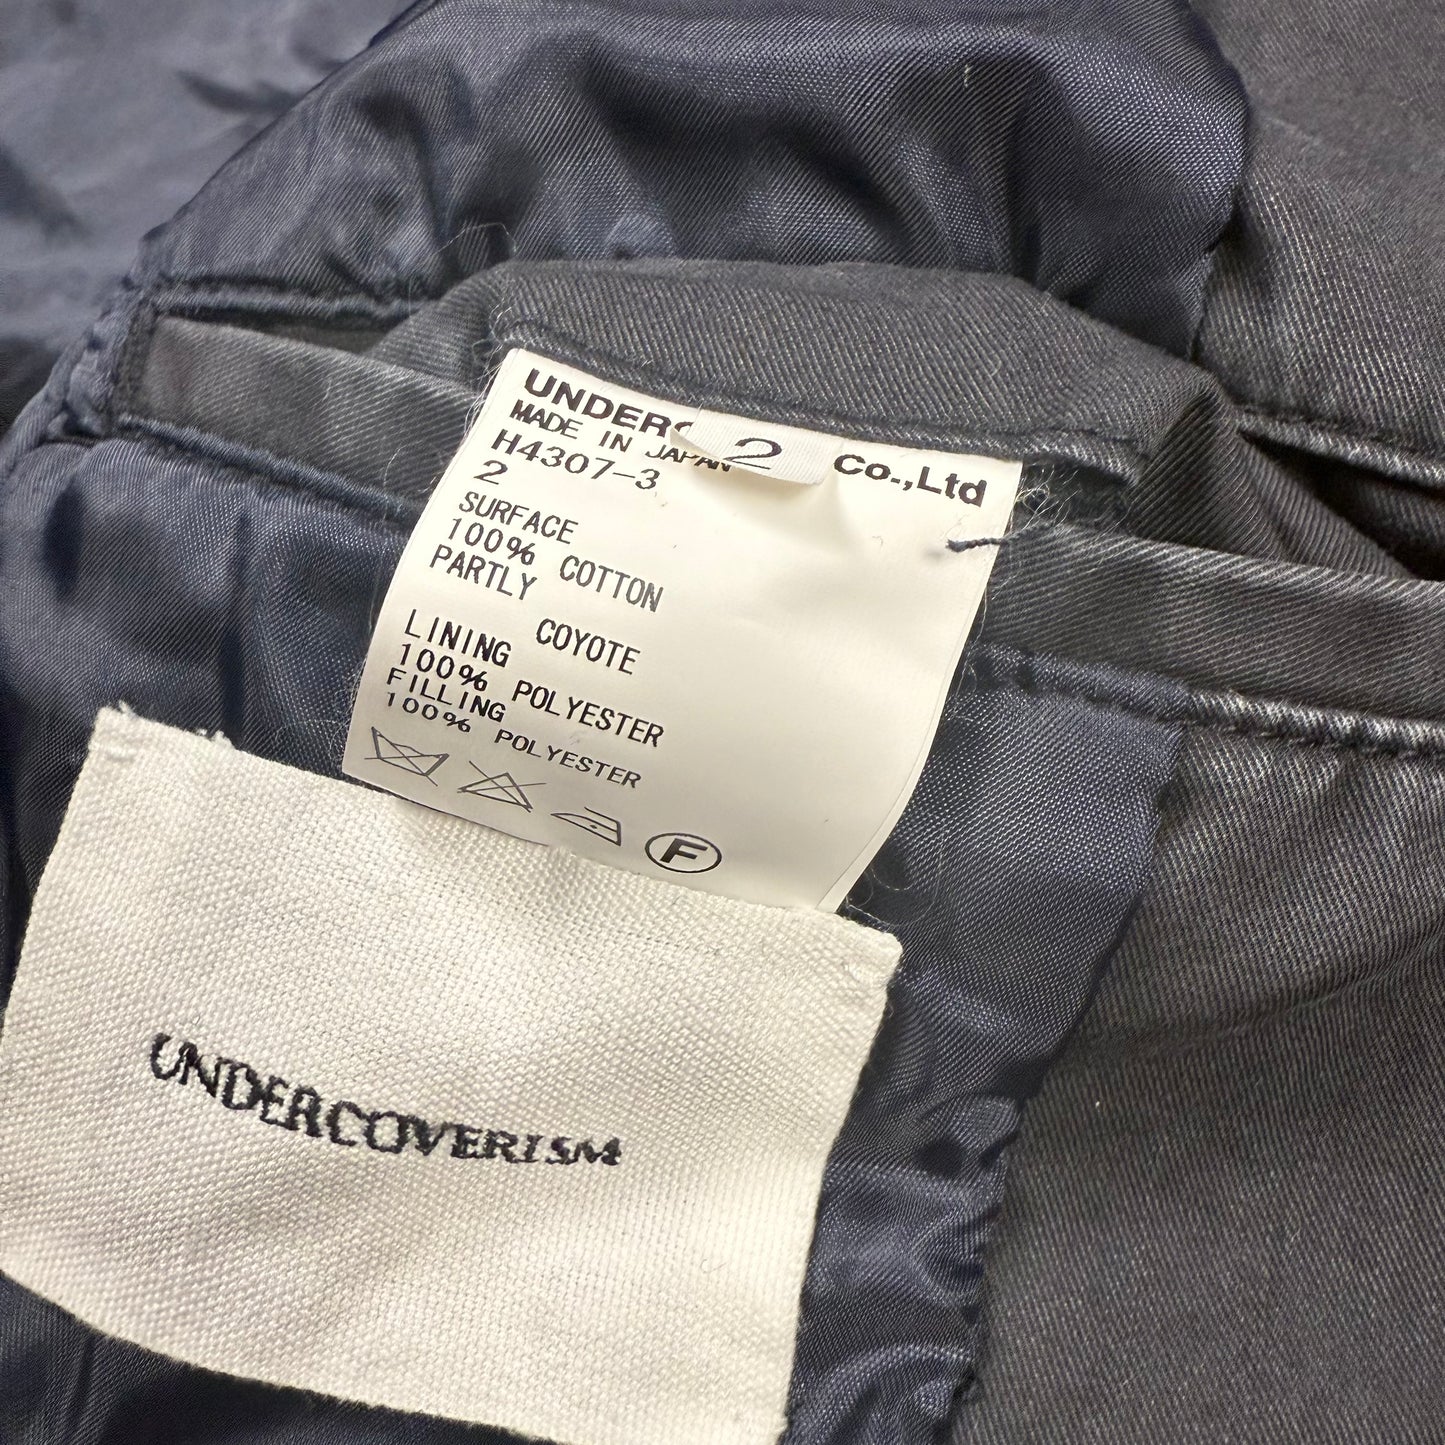 UNDERC Co.,Ltd
2
MADE IN JAPAN
H4307-3
2
SURFACE
100% COTTON
PARTLY
COYOTE
LINING
100% POLYESTER
FILLING
100% POLYESTER
F
UNDERCOVERISM